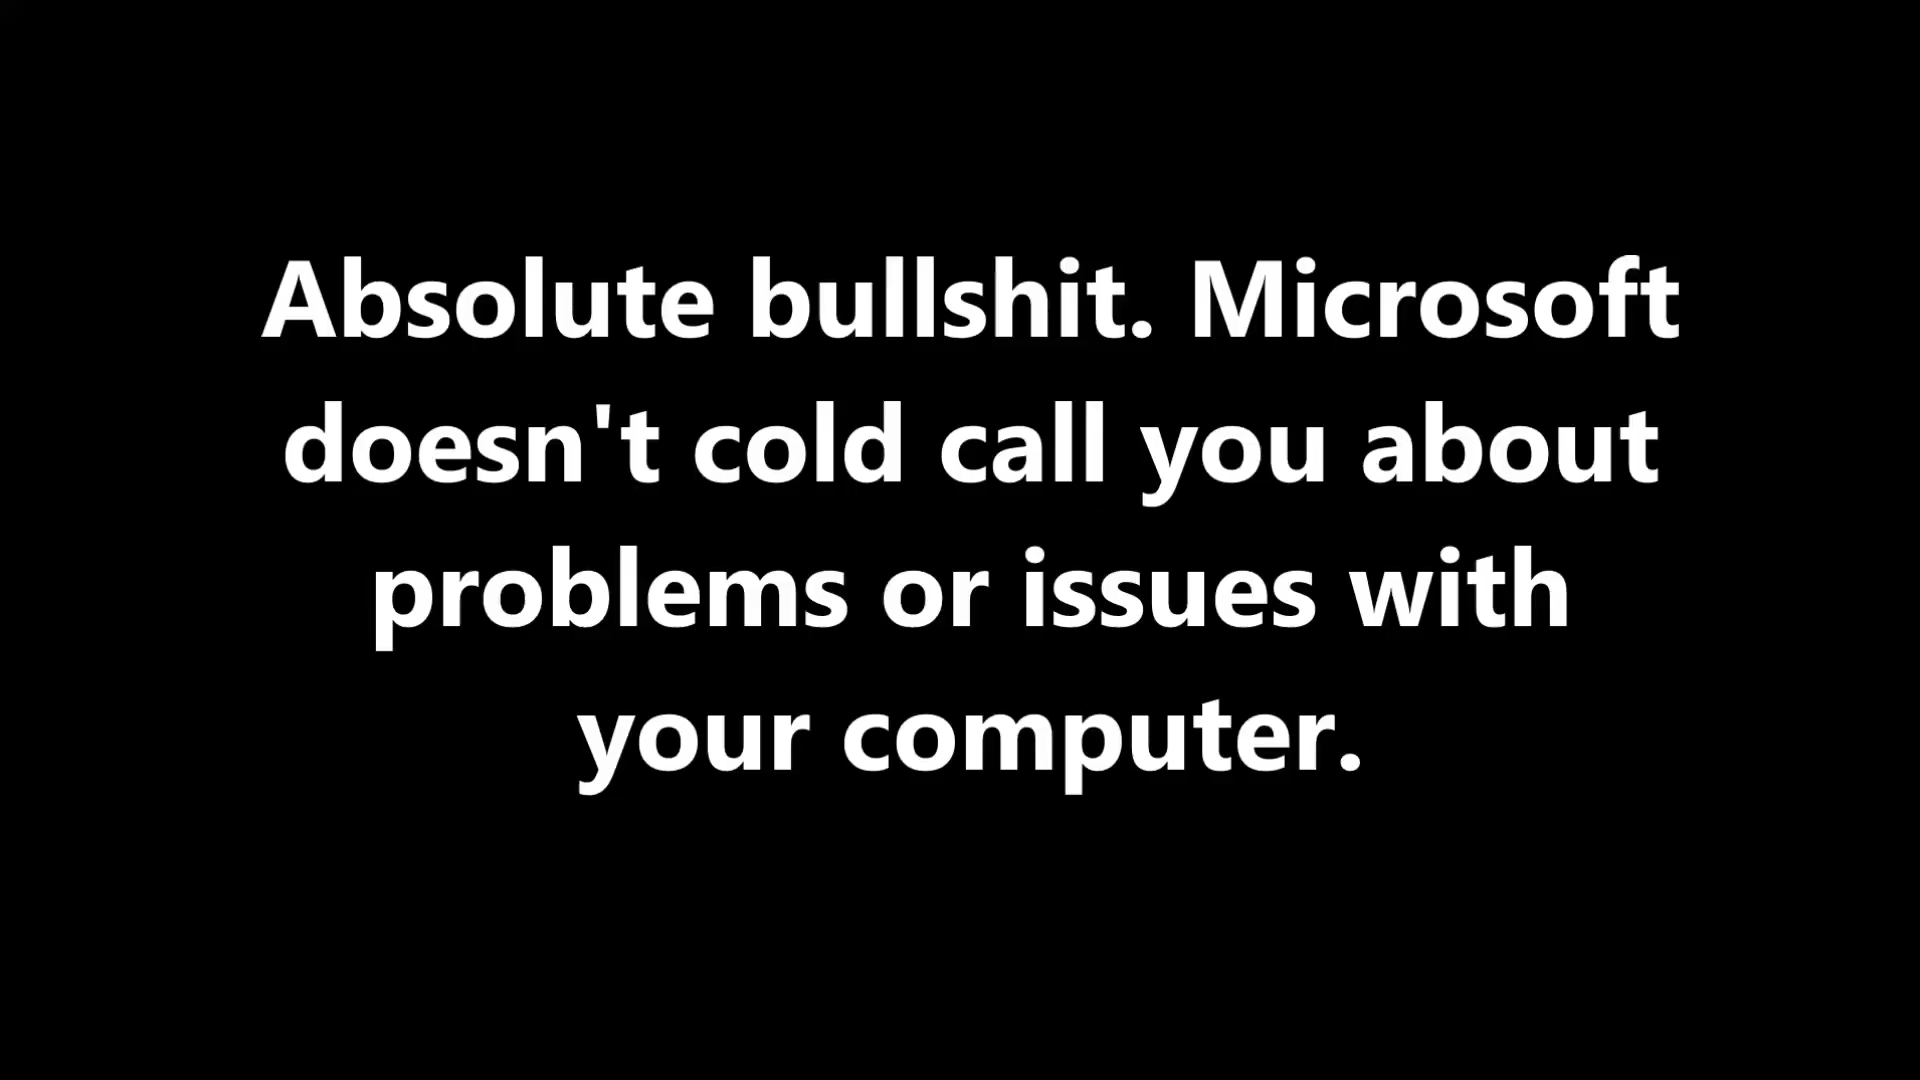 Absolute bullshit. Microsoft
doesn't cold call you about
problems or issues with
your computer.